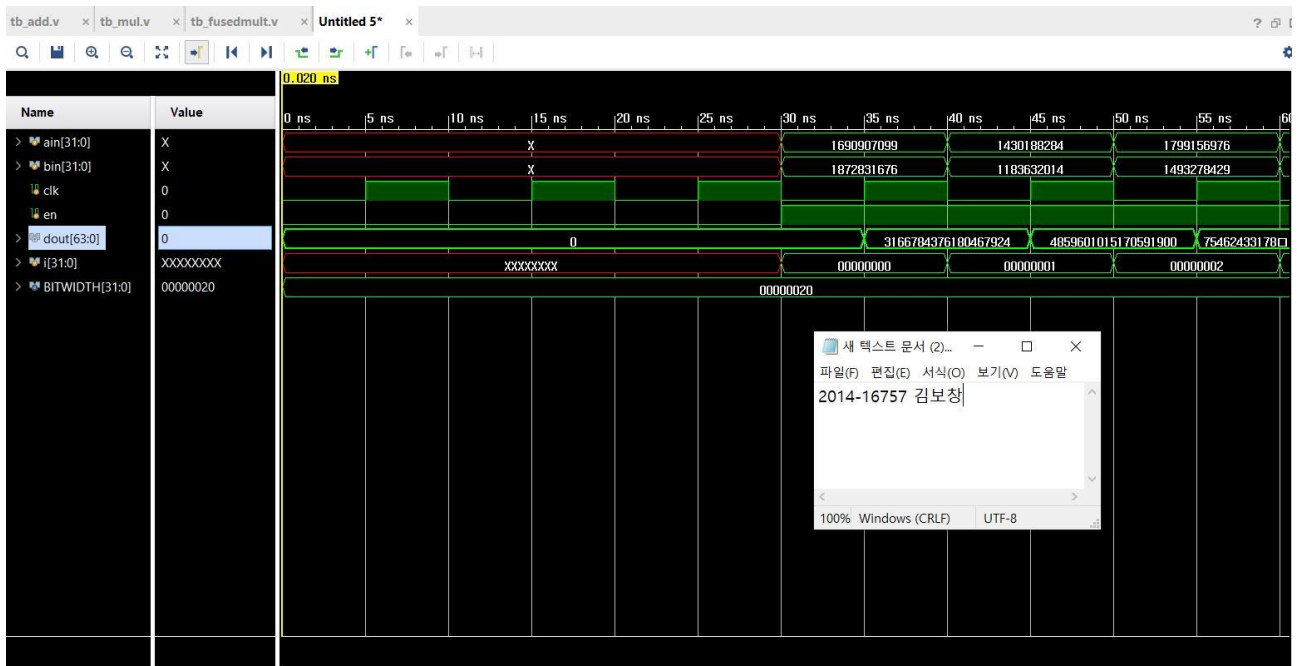 tb_add.v × tb_mul.v × tb_fusedmult.v × Untitled 5* ×
?
0.020 ns
Name Value
0 ns 5 ns 10 ns 15 ns 20 ns 25 ns 30 ns 35 ns 40 ns 45 ns 50 ns 55 ns 60
ain[31:0] X X 1690907099 1430188284 1799156976
bin[31:0] X X 1872831676 1183632014 1493278429
clk 0
en 0
dout[63:0] 0 0 3166784376180467924 4859601015170591900 75462433178
i[31:0] XXXXXXXX XXXXXXXX 00000000 00000001 00000002
BITWIDTH[31:0] 00000020 00000020
새 텍스트 문서 (2)...
파일(F) 편집(E) 서식(O) 보기(V) 도움말
2014-16757 김보창
100% Windows (CRLF) UTF-8